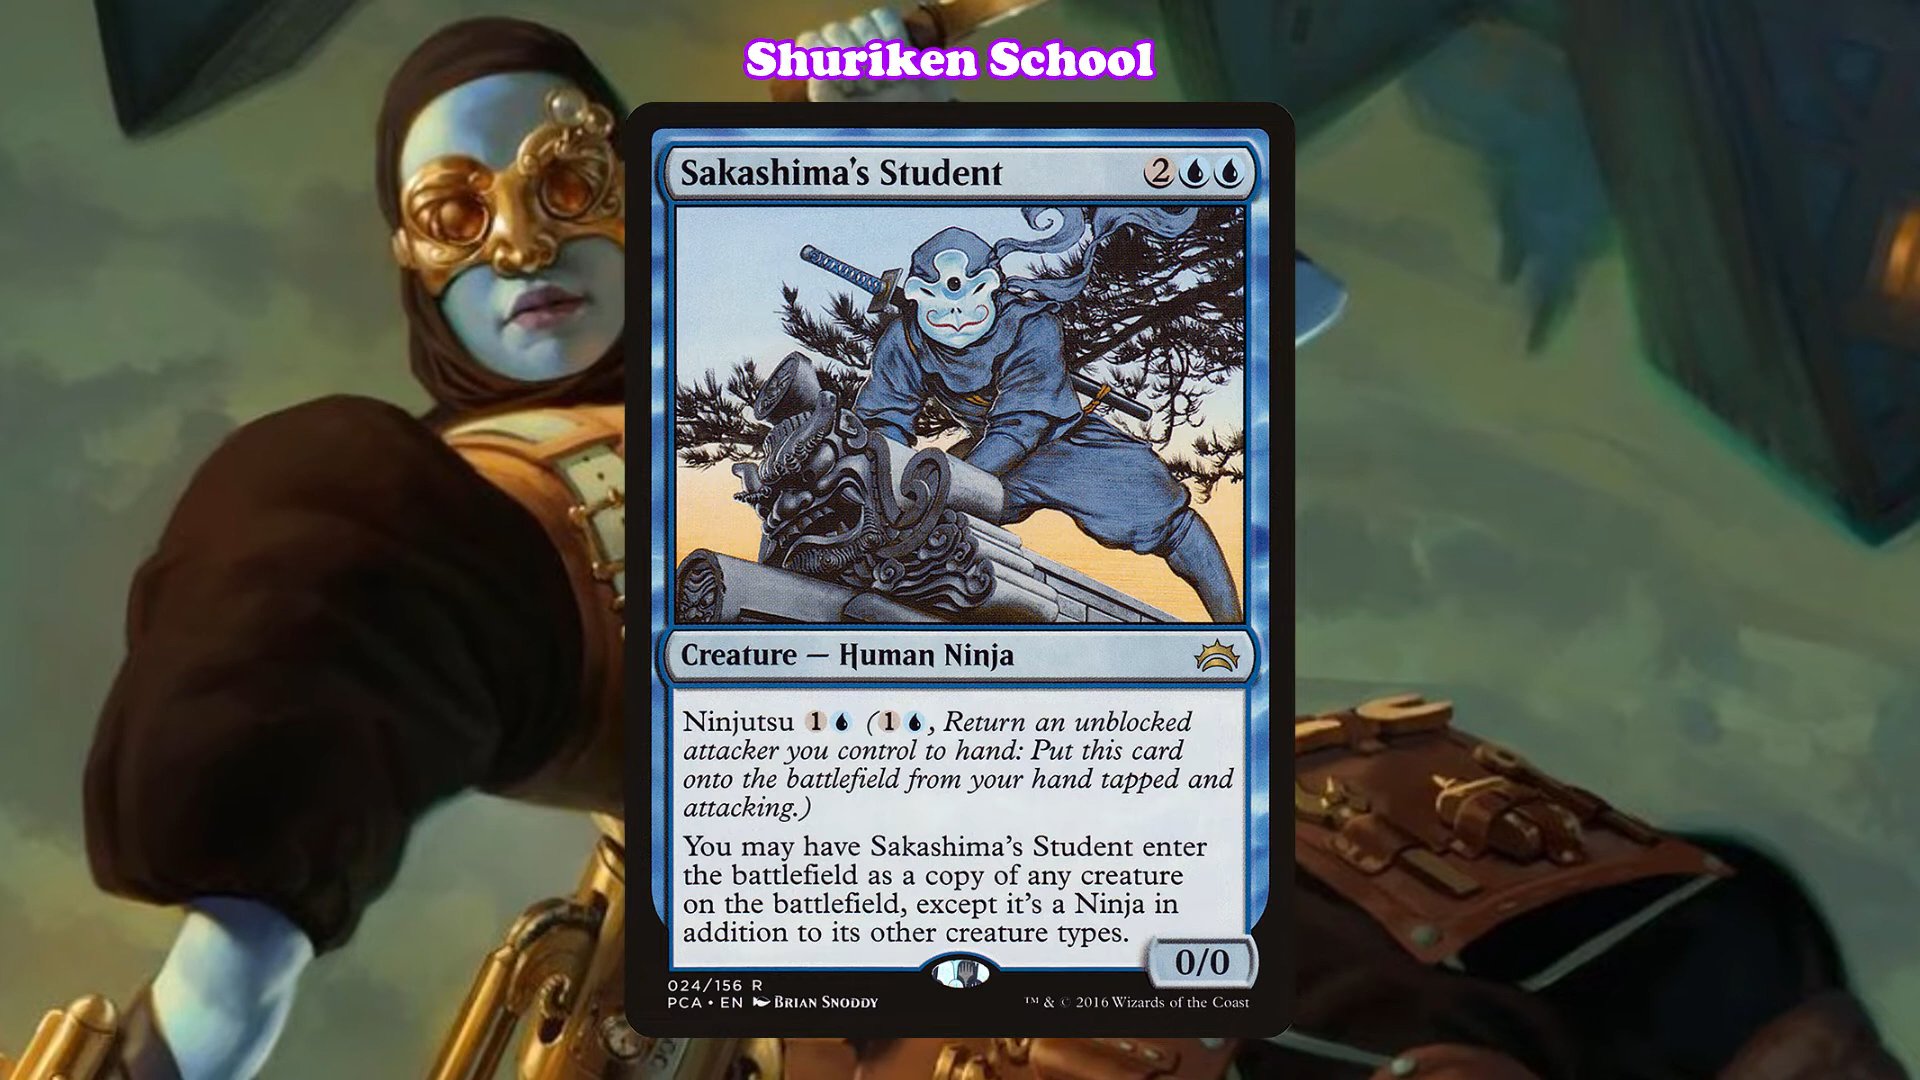 Shuriken School
Sakashima's Student 2
Creature — Human Ninja
Ninjutsu 1 (1, Return an unblocked
attacker you control to hand: Put this card
onto the battlefield from your hand tapped and
attacking.)
You may have Sakashima's Student enter
the battlefield as a copy of any creature
on the battlefield, except it's a Ninja in
addition to its other creature types.
0/0
024/156 R
PCA • EN Brian Snoddy
™ & © 2016 Wizards of the Coast